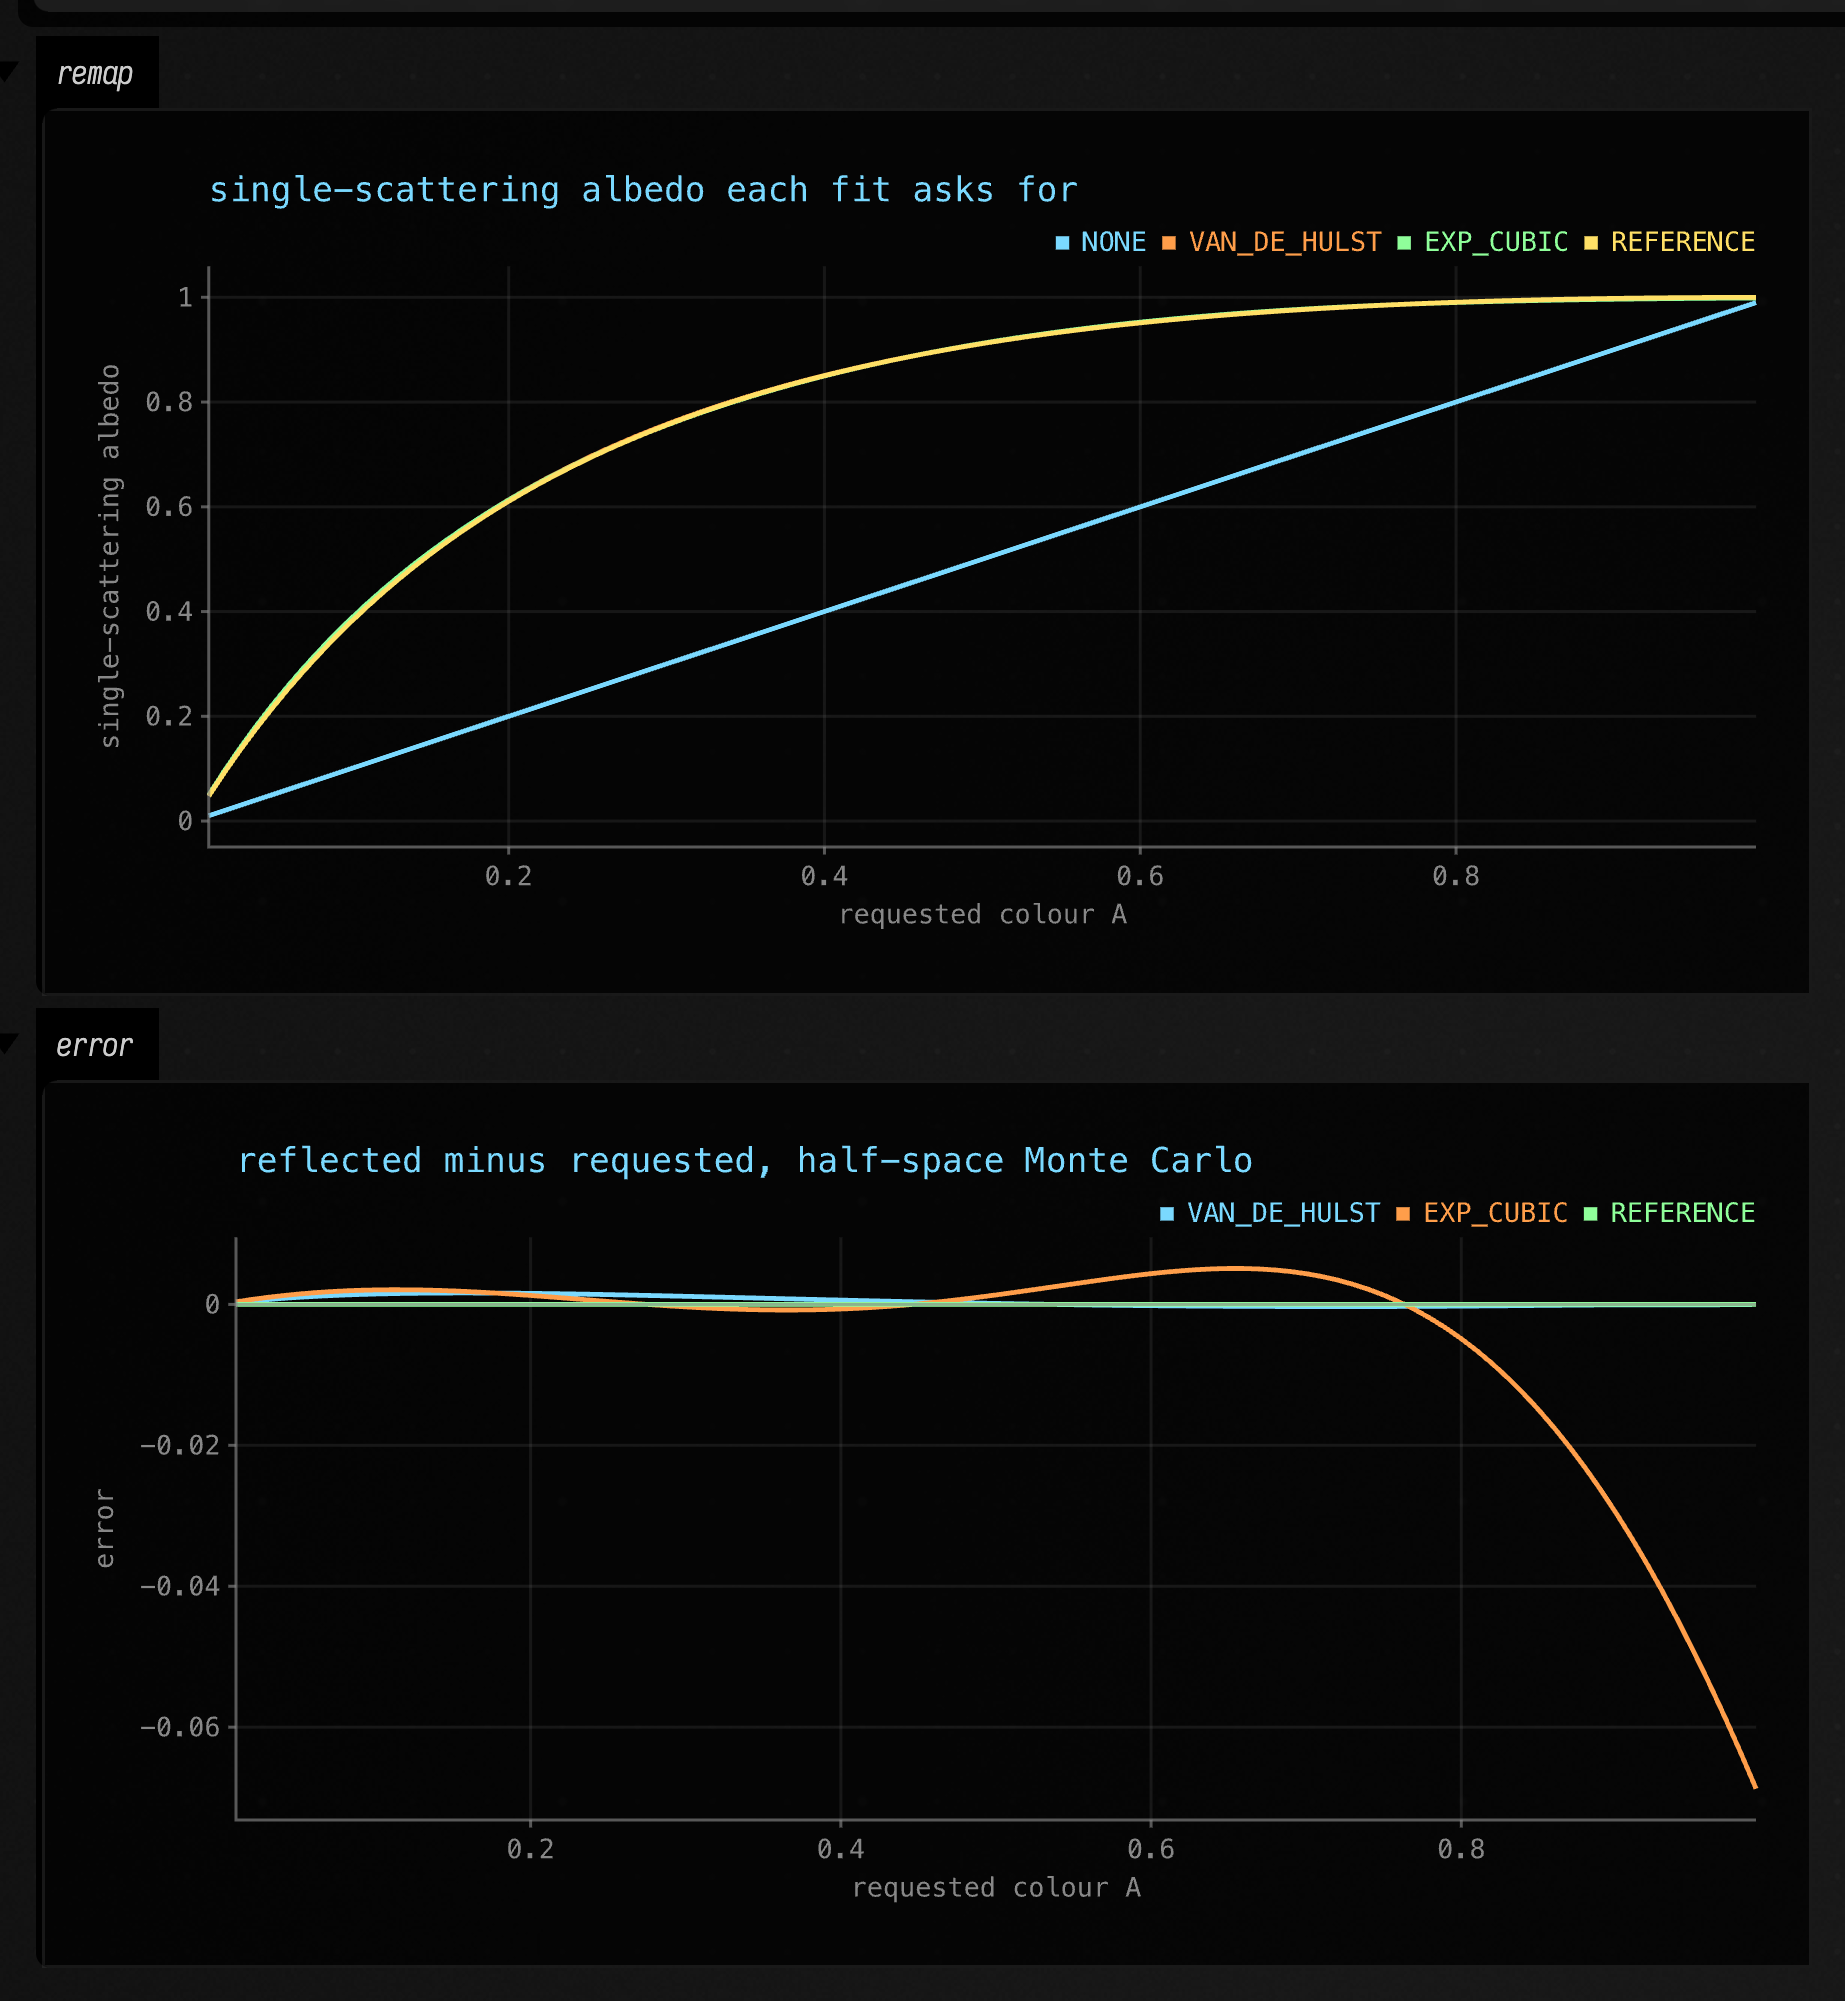 remap
single-scattering albedo each fit asks for
NONE VAN_DE_HULST EXP_CUBIC REFERENCE
single-scattering albedo
1
0.8
0.6
0.4
0.2
0
0.2 0.4 0.6 0.8
requested colour A
error
reflected minus requested, half-space Monte Carlo
VAN_DE_HULST EXP_CUBIC REFERENCE
error
0
−0.02
−0.04
−0.06
0.2 0.4 0.6 0.8
requested colour A